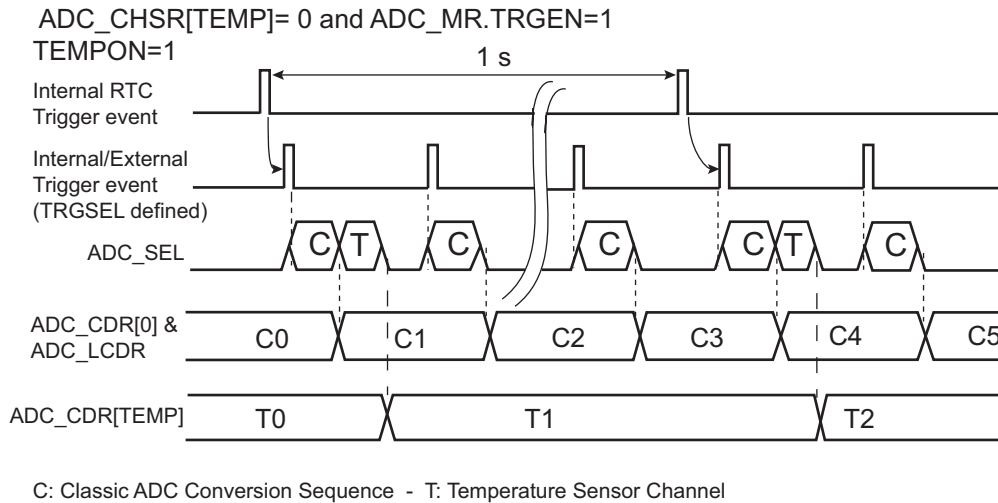 ADC_CHSR[TEMP]= 0 and ADC_MR.TRGEN=1
TEMPON=1
1 s
Internal RTC
Trigger event
Internal/External
Trigger event
(TRGSEL defined)
ADC_SEL
C T C C C T C
ADC_CDR[0] &
ADC_LCDR
C0 C1 C2 C3 C4 C5
ADC_CDR[TEMP]
T0 T1 T2
C: Classic ADC Conversion Sequence - T: Temperature Sensor Channel